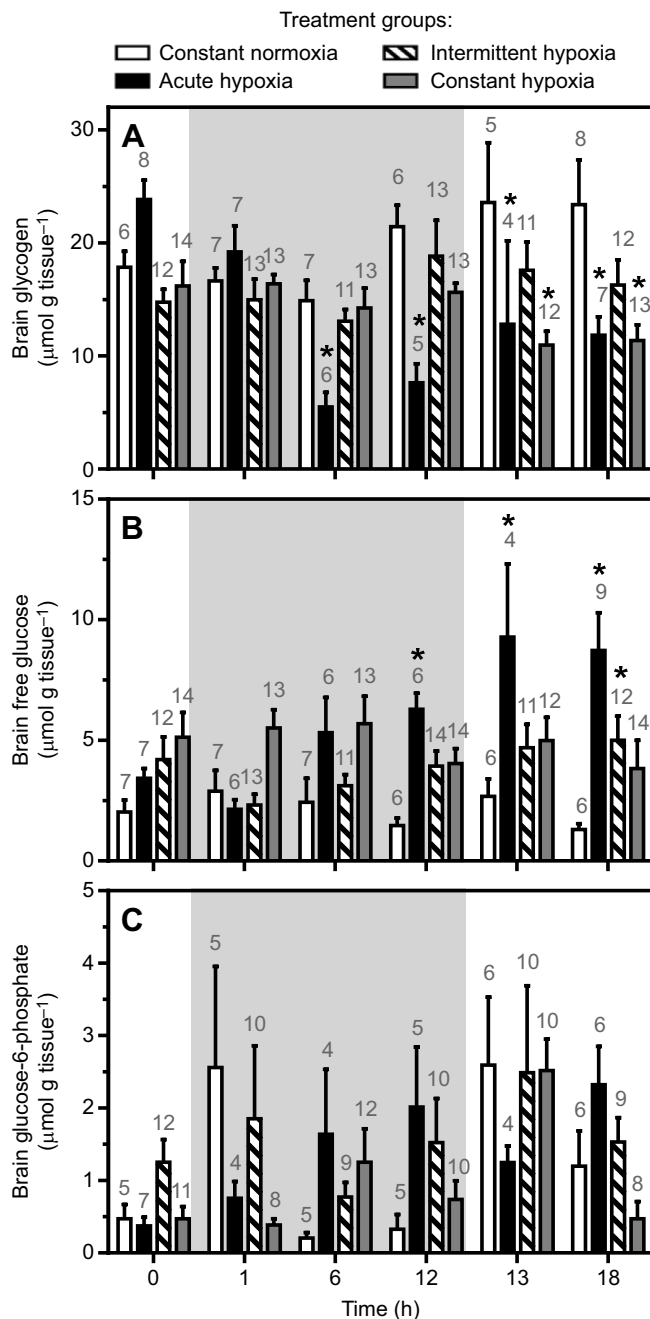 Treatment groups:
Constant normoxia Intermittent hypoxia
Acute hypoxia Constant hypoxia
A
Brain glycogen
(μmol g tissue⁻¹)
30
20
10
0
6 8 12 14
7 7 13 13
7 * 6 11 13
6 * 5 13 13
5 * 4 11 * 12
8 * 7 12 * 13
B
Brain free glucose
(μmol g tissue⁻¹)
15
10
5
0
7 7 12 14
7 6 13 13
7 6 11 13
6 * 6 14 14
6 * 4 11 12
6 * 9 * 12 14
C
Brain glucose-6-phosphate
(μmol g tissue⁻¹)
5
4
3
2
1
0
5 7 12 11
5 4 10 8
5 4 9 12
5 5 10 10
6 4 10 10
6 6 9 8
0 1 6 12 13 18
Time (h)